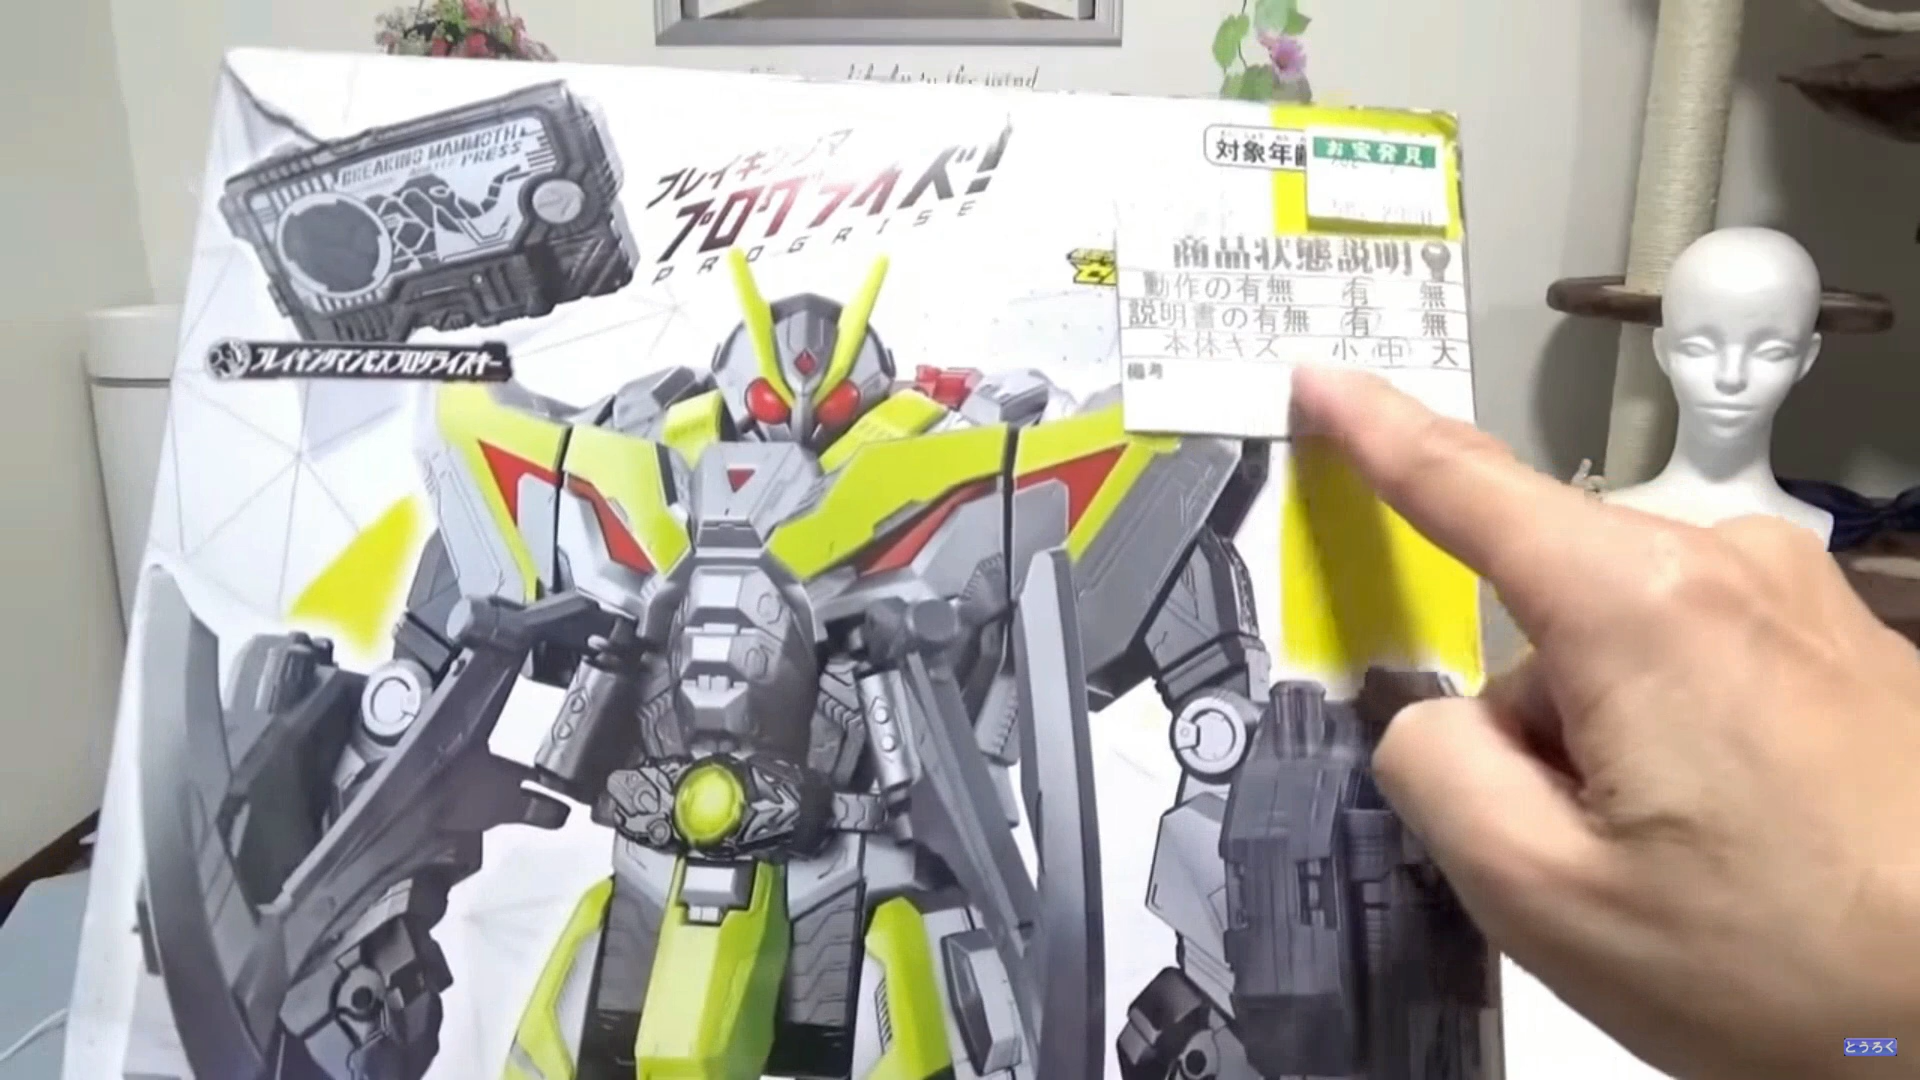 BREAKING MAMMOTH
PRESS
ブレイキングマ
プログライズ!
PROGRISE
ブレイキングマンモスプログライズキー
対象年齢
お宝発見
商品状態説明
動作の有無 有 無
説明書の有無 有 無
本体キズ 小 中 大
備考
とうろく